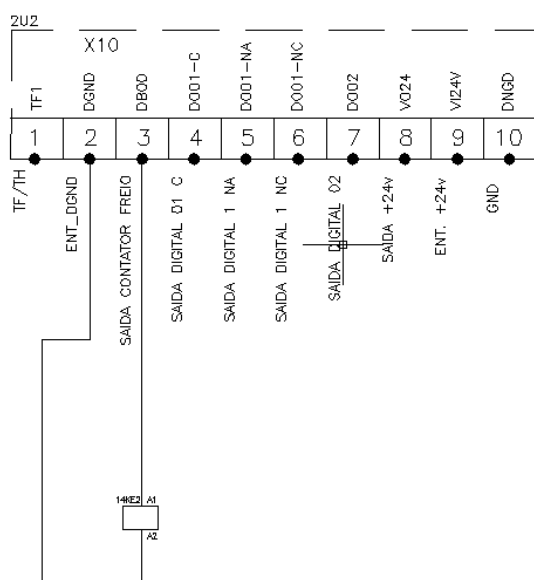 2U2
X10
TF1
DGND
DBOD
DO01-C
DO01-NA
DO01-NC
DO02
VO24
VI24V
DNGD
1 2 3 4 5 6 7 8 9 10
TF/TH
ENT_DGND
SAIDA CONTATOR FREIO
SAIDA DIGITAL 01 C
SAIDA DIGITAL 1 NA
SAIDA DIGITAL 1 NC
SAIDA DIGITAL 02
SAIDA +24v
ENT. +24v
GND
14KE2 A1
A2